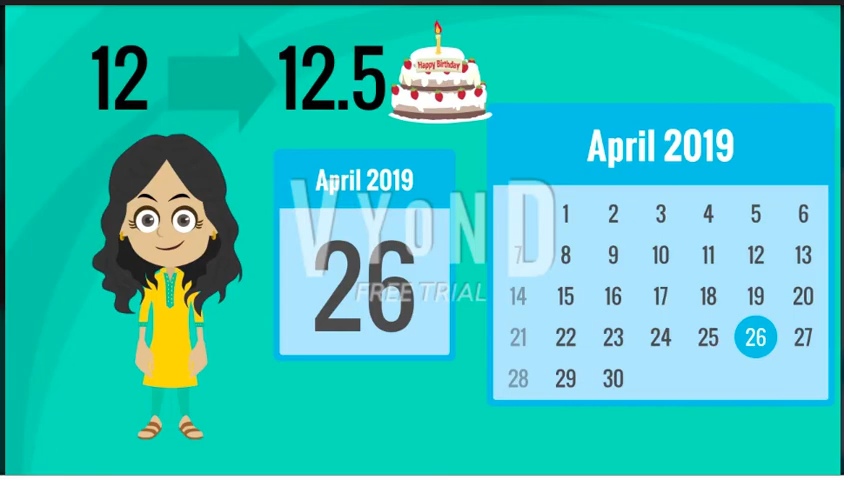 12 12.5
Happy Birthday
April 2019
26
VYOND
FREE TRIAL
April 2019
1 2 3 4 5 6
7 8 9 10 11 12 13
14 15 16 17 18 19 20
21 22 23 24 25 26 27
28 29 30